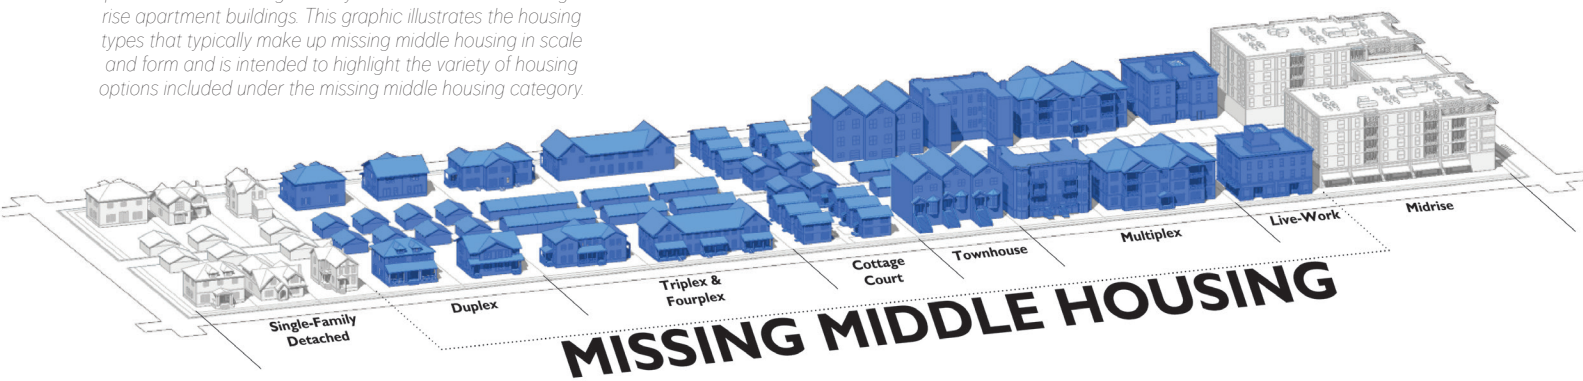 rise apartment buildings. This graphic illustrates the housing
types that typically make up missing middle housing in scale
and form and is intended to highlight the variety of housing
options included under the missing middle housing category.
Single-Family
Detached
Duplex
Triplex &
Fourplex
Cottage
Court
Townhouse
Multiplex
Live-Work
Midrise
MISSING MIDDLE HOUSING